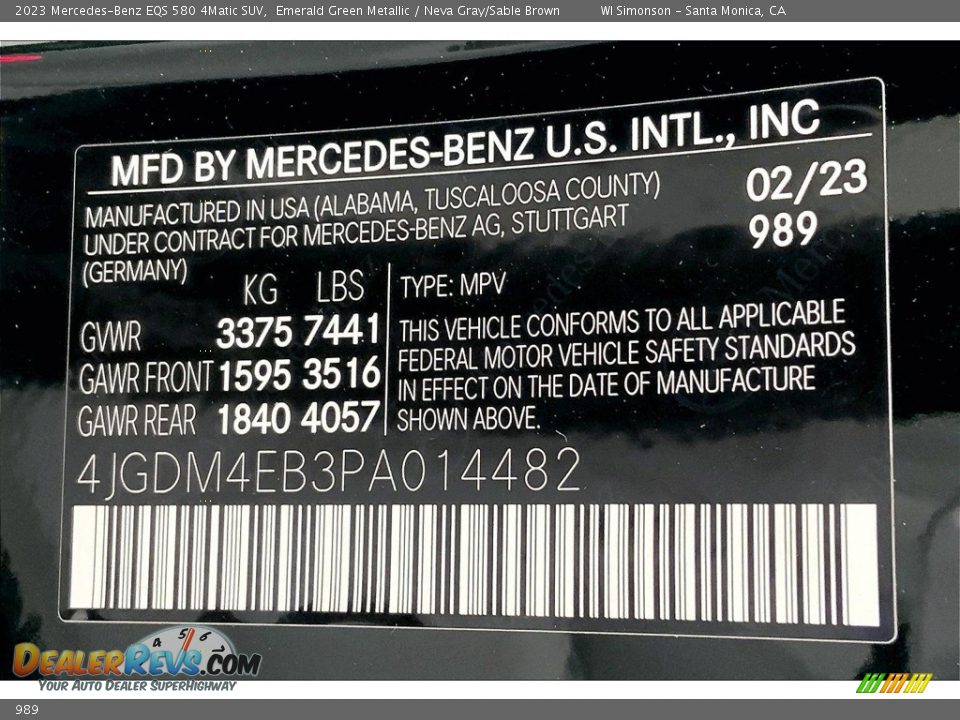 2023 Mercedes-Benz EQS 580 4Matic SUV, Emerald Green Metallic / Neva Gray/Sable Brown WI Simonson - Santa Monica, CA
MFD BY MERCEDES-BENZ U.S. INTL., INC
MANUFACTURED IN USA (ALABAMA, TUSCALOOSA COUNTY) 02/23
UNDER CONTRACT FOR MERCEDES-BENZ AG, STUTTGART 989
(GERMANY)
KG LBS
TYPE: MPV
GVWR 3375 7441
GAWR FRONT 1595 3516
GAWR REAR 1840 4057
THIS VEHICLE CONFORMS TO ALL APPLICABLE
FEDERAL MOTOR VEHICLE SAFETY STANDARDS
IN EFFECT ON THE DATE OF MANUFACTURE
SHOWN ABOVE.
4JGDM4EB3PA014482
4 5 6
DEALERREVS.COM
YOUR AUTO DEALER SUPERHIGHWAY
989